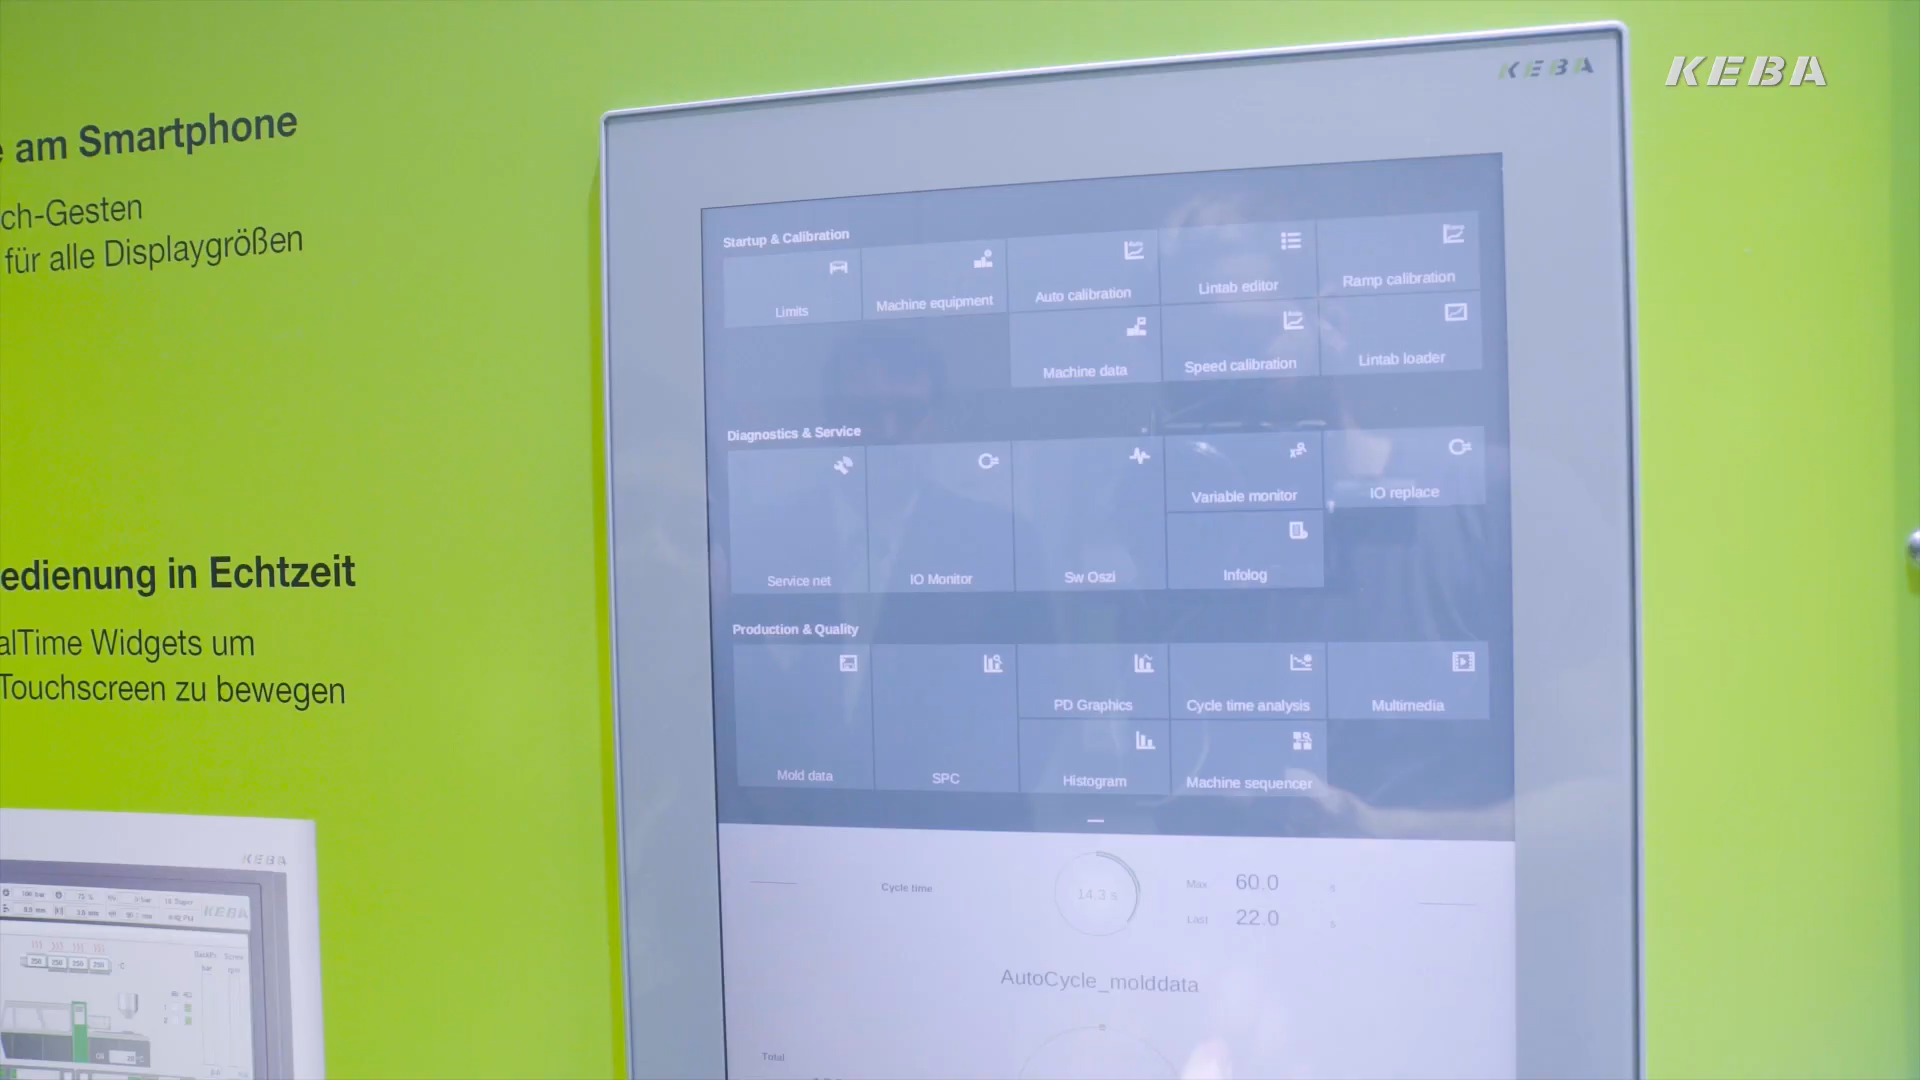 KEBA
KEBA
am Smartphone
ch-Gesten
für alle Displaygrößen
edienung in Echtzeit
alTime Widgets um
Touchscreen zu bewegen
Startup & Calibration
Limits
Machine equipment
Auto calibration
Lintab editor
Ramp calibration
Machine data
Speed calibration
Lintab loader
Diagnostics & Service
Service net
IO Monitor
Sw Oszi
Variable monitor
IO replace
Infolog
Production & Quality
Mold data
SPC
PD Graphics
Cycle time analysis
Multimedia
Histogram
Machine sequencer
Cycle time
14.3 s
Max 60.0 s
Last 22.0 s
AutoCycle_molddata
Total
KEBA
KEBA